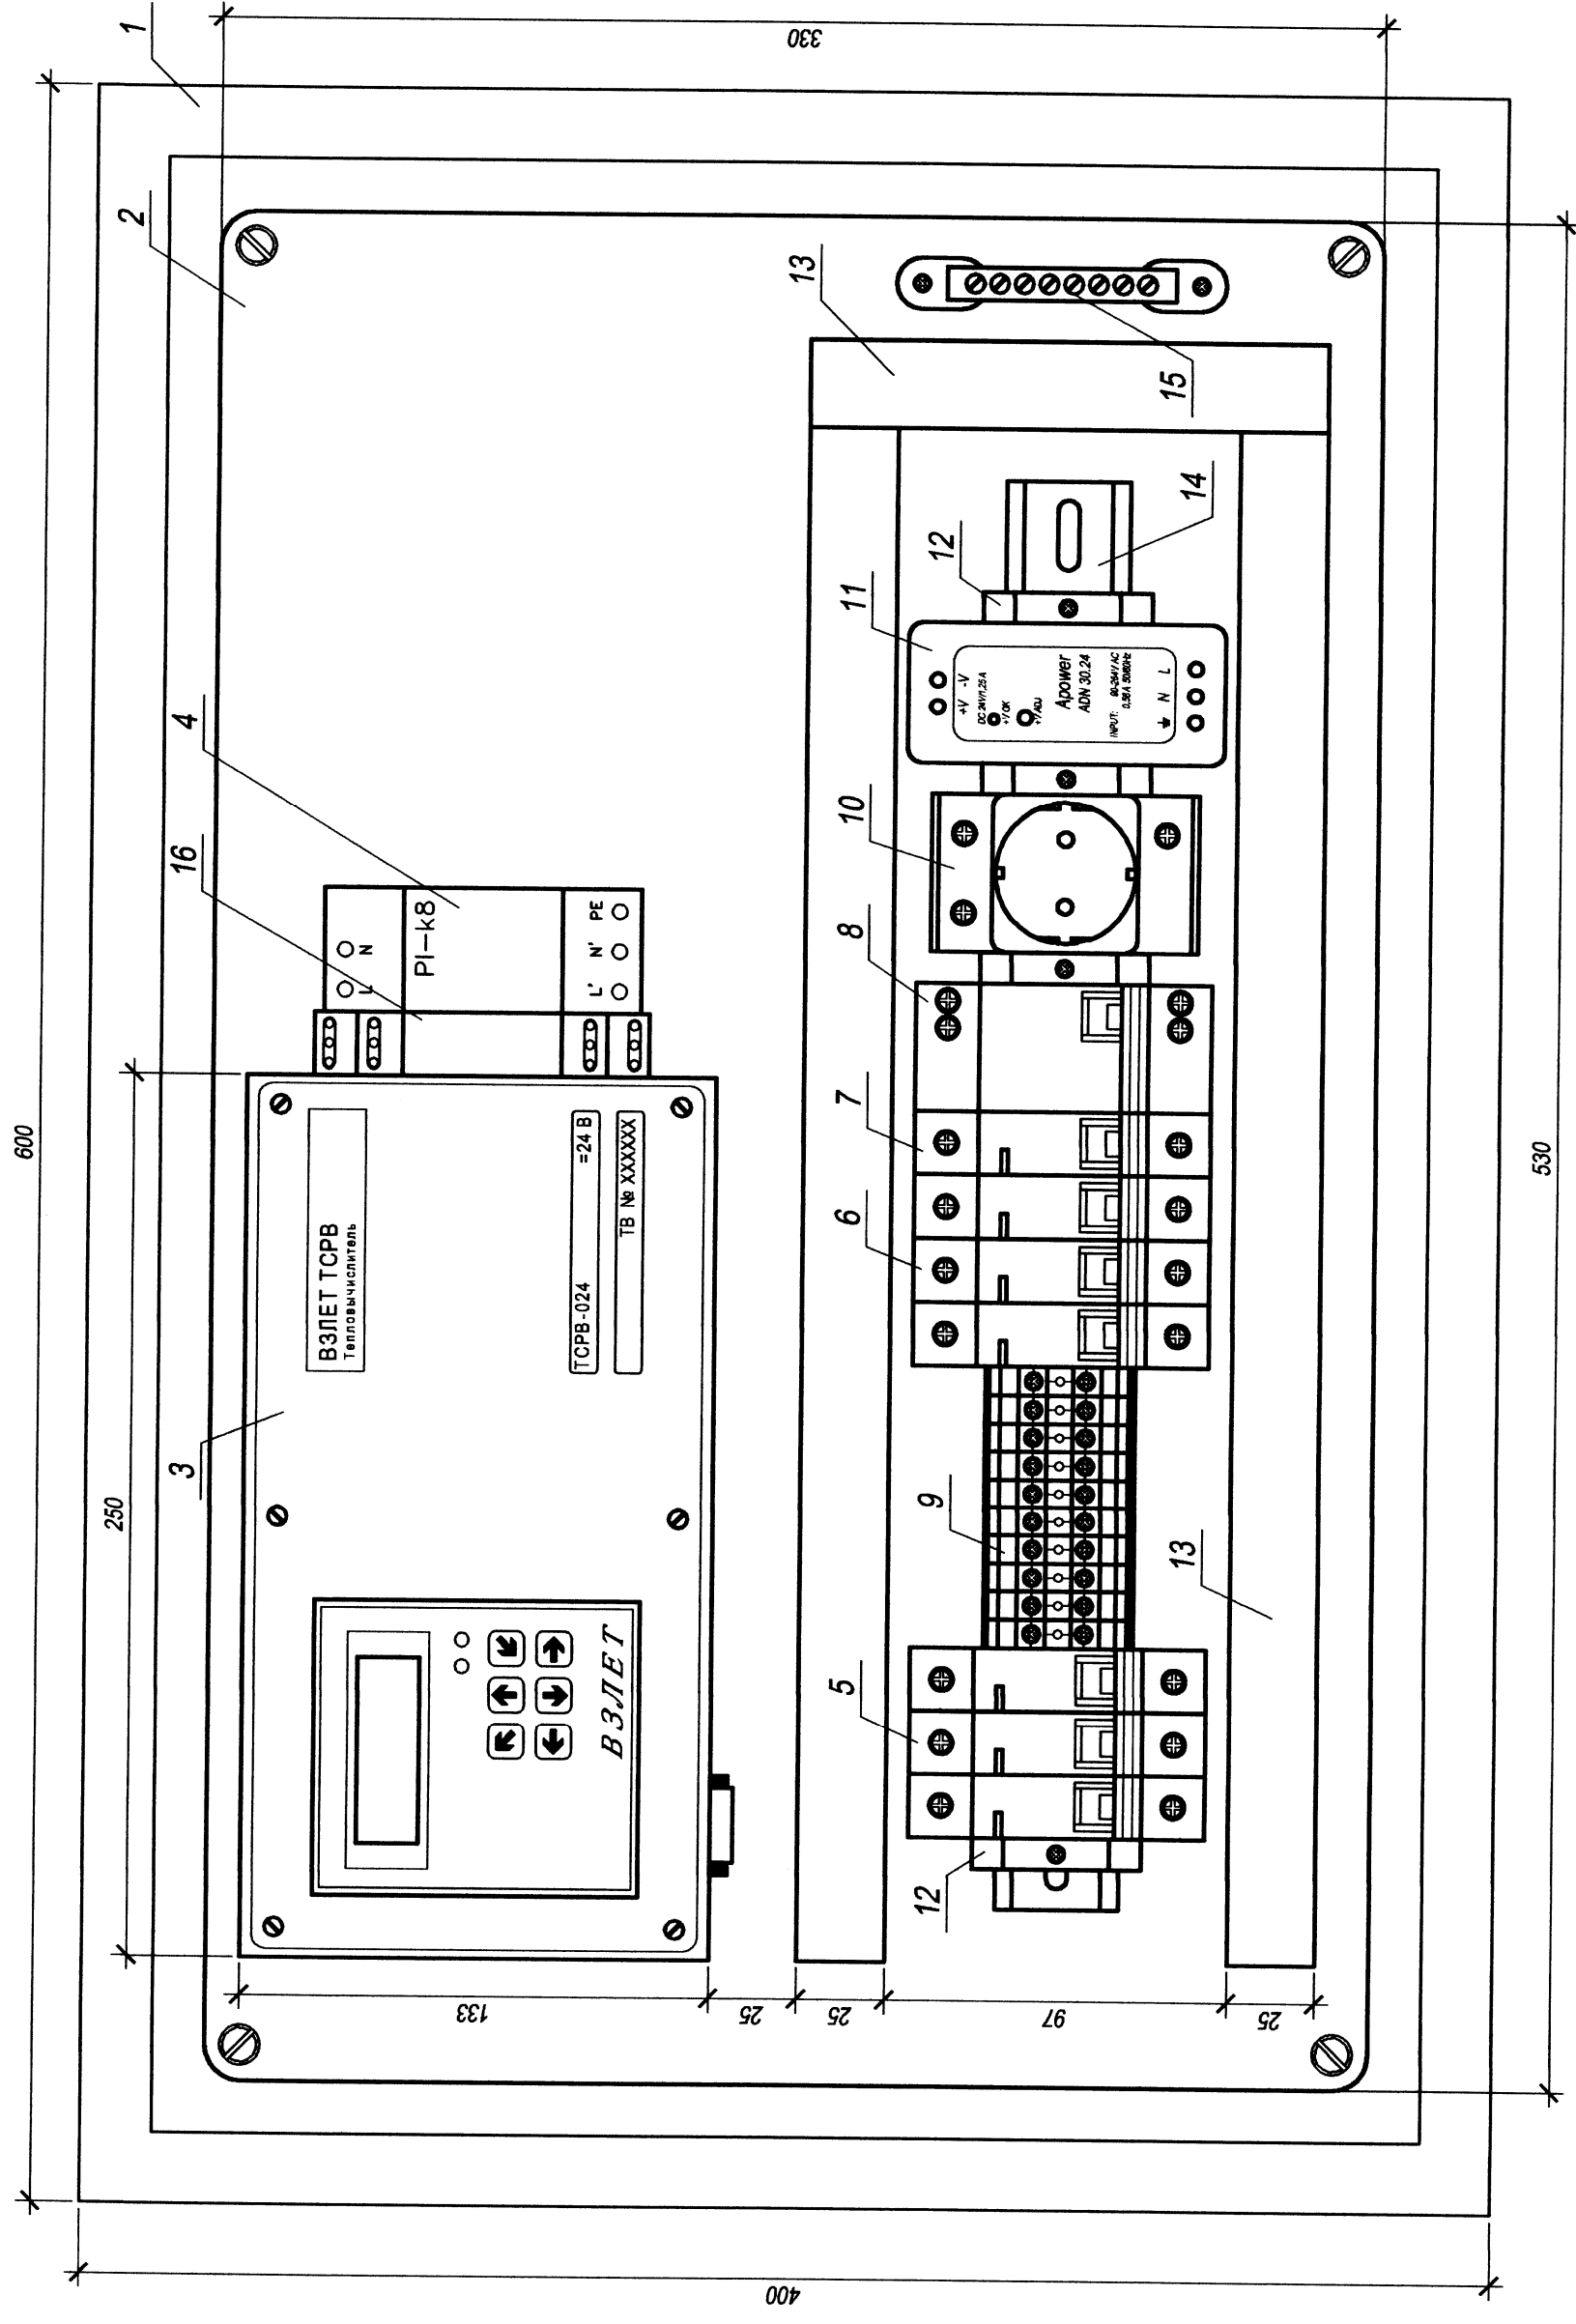 600
1
2
330
16
4
L N
PI-k8
L' N' PE
250
3
ВЗЛЕТ ТСРВ
Тепловычислитель
ТСРВ-024 =24 В
ТВ № XXXXXX
ВЗЛЕТ
133
25
25
97
25
13
5
6
7
8
10
11
12
+V -V
DC 24V/1,25A
+V OK
+V ADJ
Apower
ADN 30.24
INPUT: 90-264V AC
0,56A 50/60Hz
N L
9
12
13
14
15
530
400